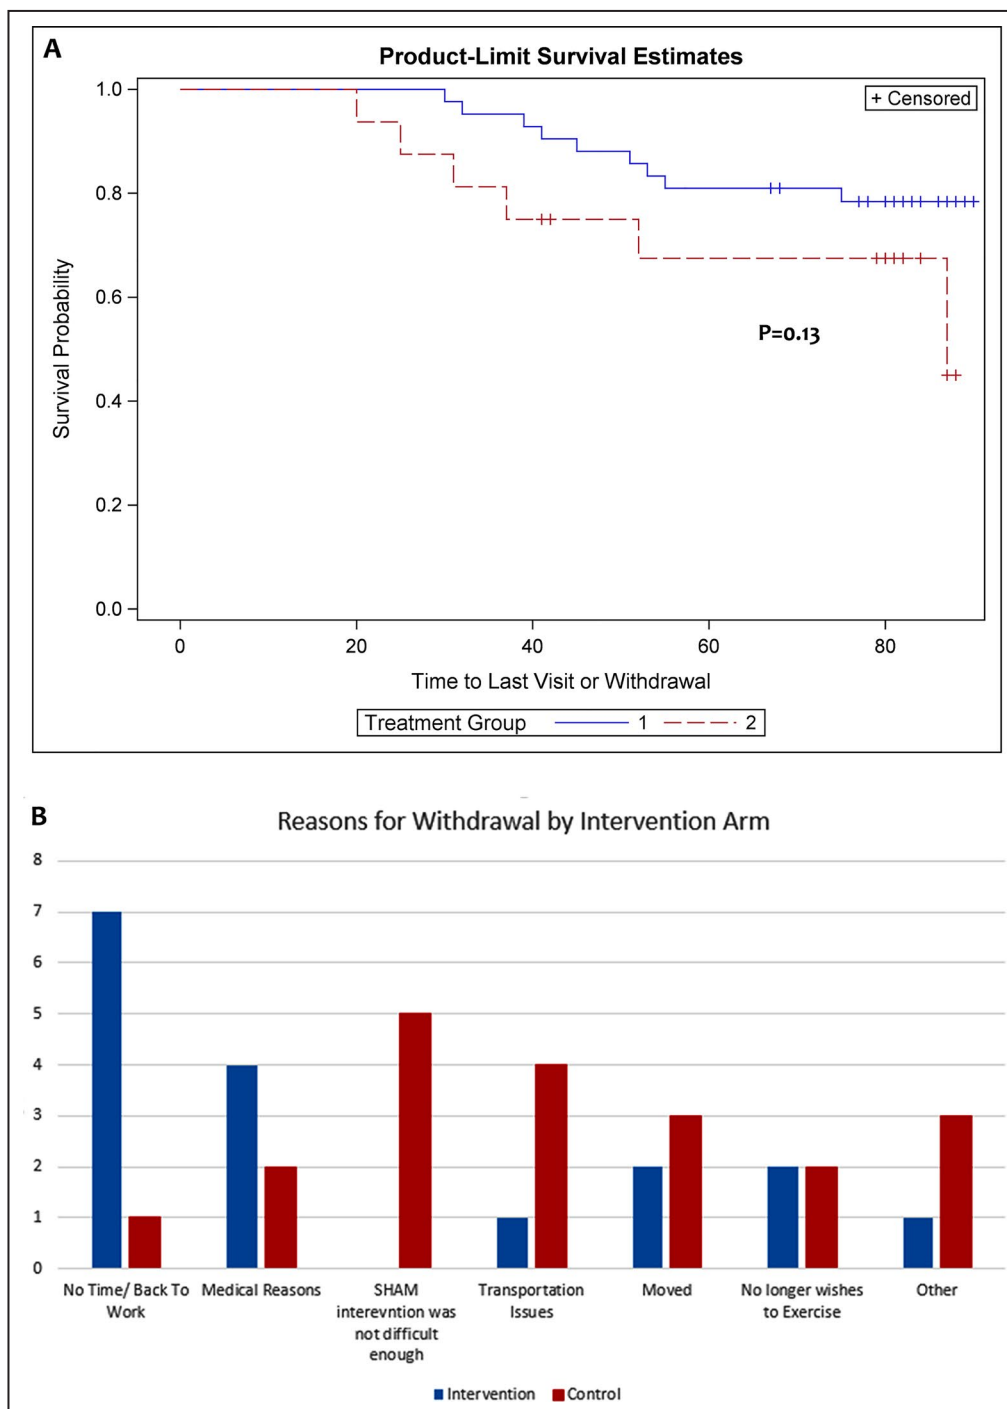 A
Product-Limit Survival Estimates
+ Censored
1.0
0.8
0.6
0.4
0.2
0.0
Survival Probability
P=0.13
0 20 40 60 80
Time to Last Visit or Withdrawal
Treatment Group 1 2
B
Reasons for Withdrawal by Intervention Arm
8
7
6
5
4
3
2
1
0
No Time/ Back To
Work
Medical Reasons
SHAM
interevntion was
not difficult
enough
Transportation
Issues
Moved
No longer wishes
to Exercise
Other
Intervention Control